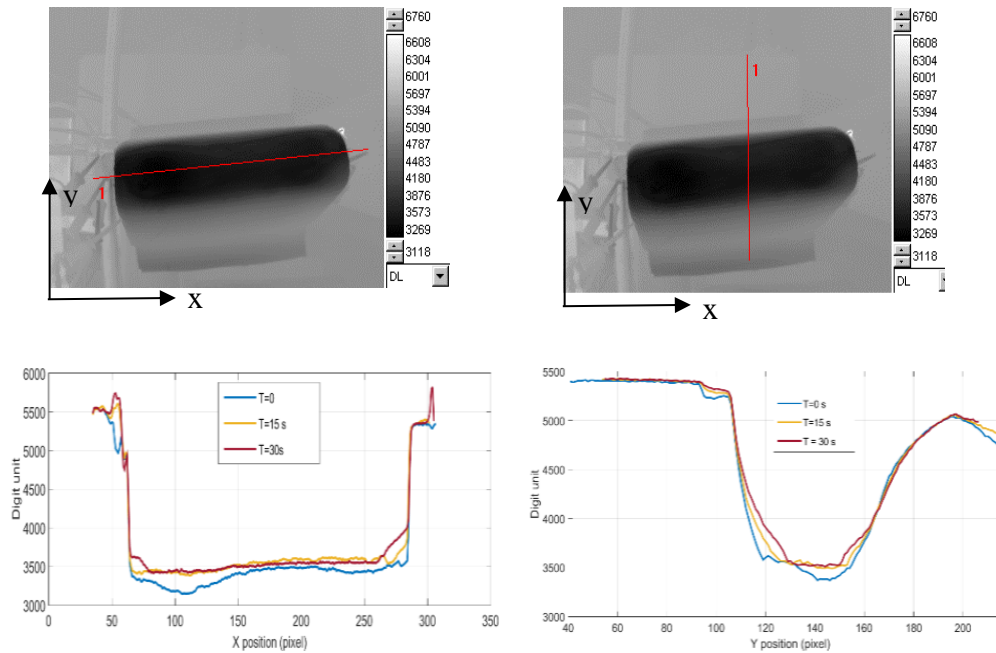 6760
6608
6304
6001
5697
5394
5090
4787
4483
4180
3876
3573
3269
3118
DL
1
y
x
6760
6608
6304
6001
5697
5394
5090
4787
4483
4180
3876
3573
3269
3118
DL
1
y
x
6000
5500
5000
4500
4000
3500
3000
Digit unit
T=0
T=15 s
T=30s
0 50 100 150 200 250 300 350
X position (pixel)
5500
5000
4500
4000
3500
3000
Digit unit
T=0 s
T=15 s
T = 30 s
40 60 80 100 120 140 160 180 200
Y position (pixel)